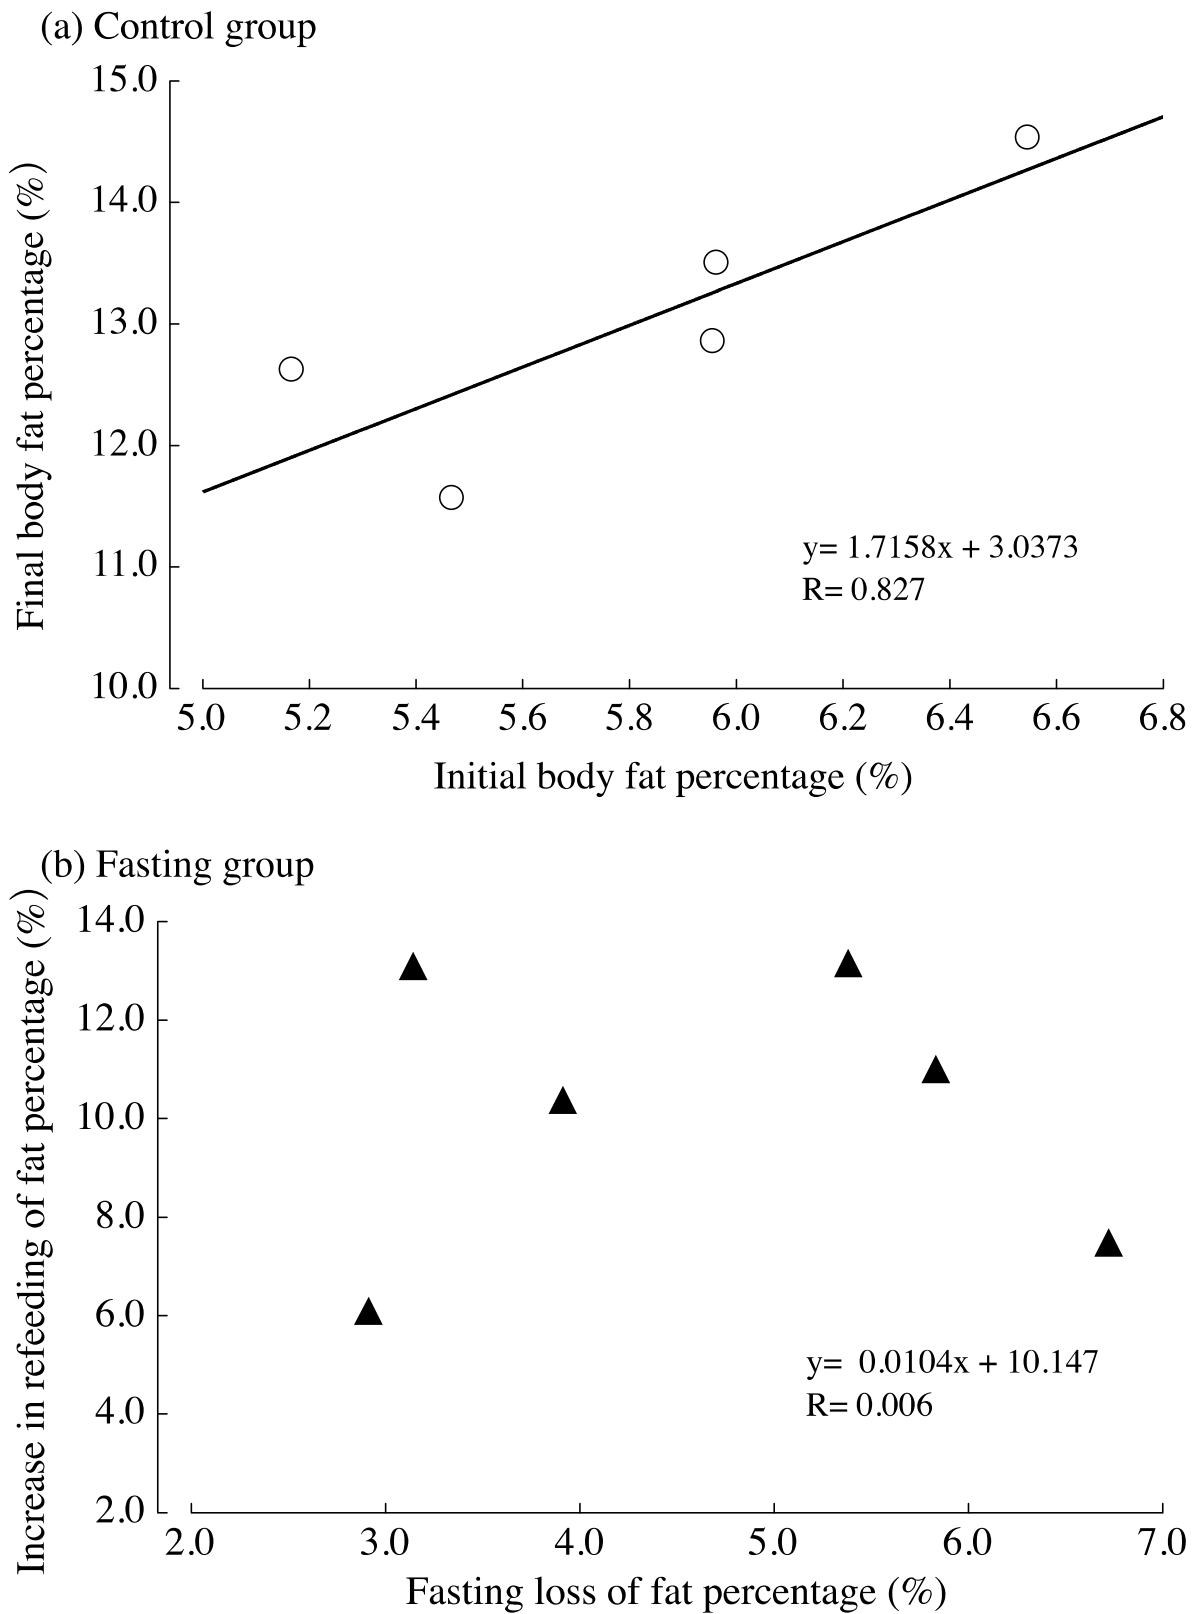 (a) Control group
Final body fat percentage (%)
15.0
14.0
13.0
12.0
11.0
10.0
y= 1.7158x + 3.0373
R= 0.827
5.0 5.2 5.4 5.6 5.8 6.0 6.2 6.4 6.6 6.8
Initial body fat percentage (%)
(b) Fasting group
Increase in refeeding of fat percentage (%)
14.0
12.0
10.0
8.0
6.0
4.0
2.0
y= 0.0104x + 10.147
R= 0.006
2.0 3.0 4.0 5.0 6.0 7.0
Fasting loss of fat percentage (%)